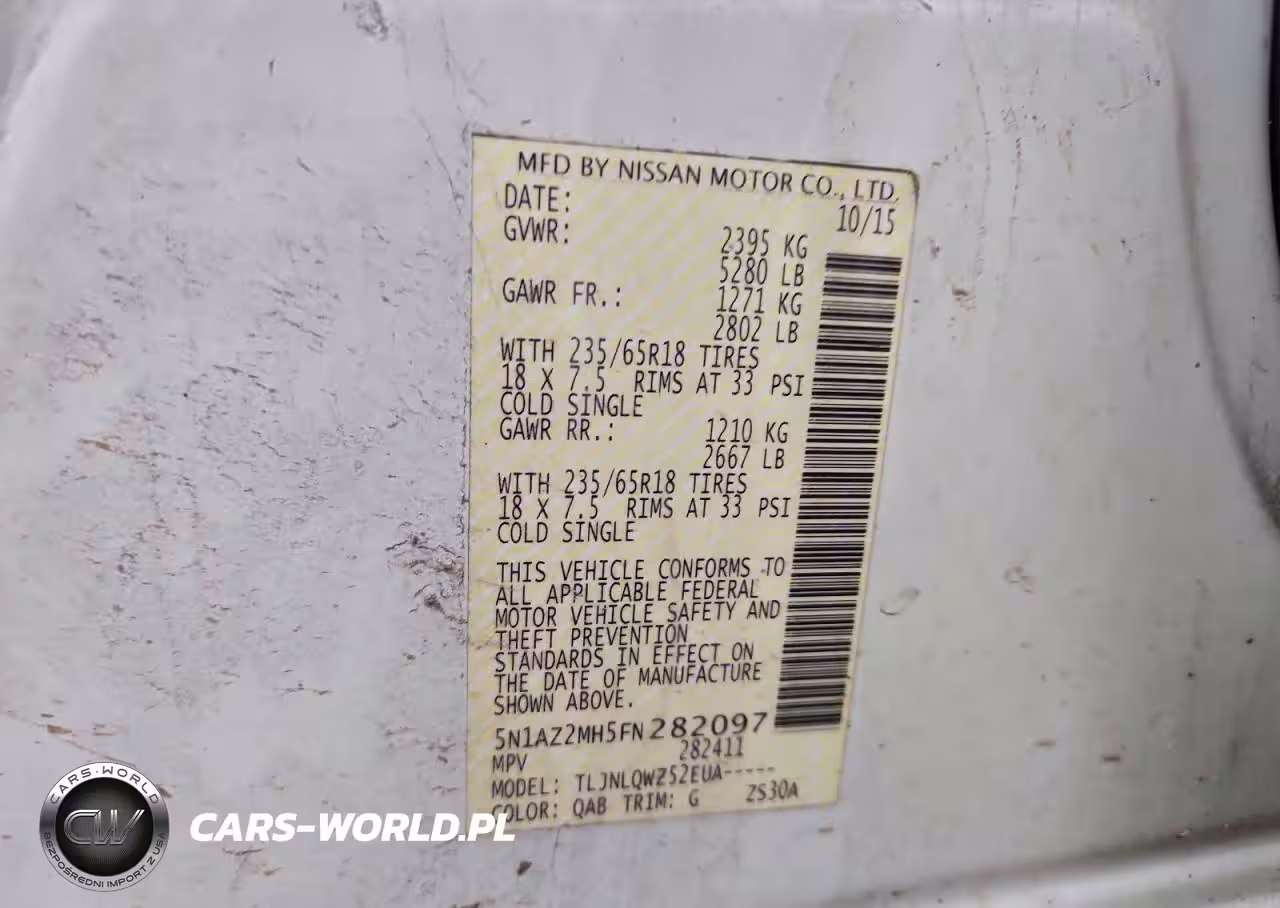 MFD BY NISSAN MOTOR CO., LTD.
DATE: 10/15
GVWR: 2395 KG
5280 LB
GAWR FR.: 1271 KG
2802 LB
WITH 235/65R18 TIRES
18 X 7.5 RIMS AT 33 PSI
COLD SINGLE
GAWR RR.: 1210 KG
2667 LB
WITH 235/65R18 TIRES
18 X 7.5 RIMS AT 33 PSI
COLD SINGLE
THIS VEHICLE CONFORMS TO
ALL APPLICABLE FEDERAL
MOTOR VEHICLE SAFETY AND
THEFT PREVENTION
STANDARDS IN EFFECT ON
THE DATE OF MANUFACTURE
SHOWN ABOVE.
5N1AZ2MH5FN282097
MPV 282411
MODEL: TLJNLQWZ52EUA-----
COLOR: QAB TRIM: G ZS30A
CARS-WORLD
CW
BEZPOŚREDNI IMPORT Z USA
CARS-WORLD.PL